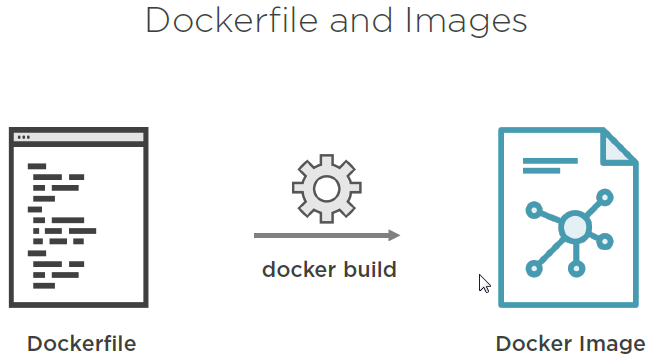 Dockerfile and Images
docker build
Dockerfile
Docker Image